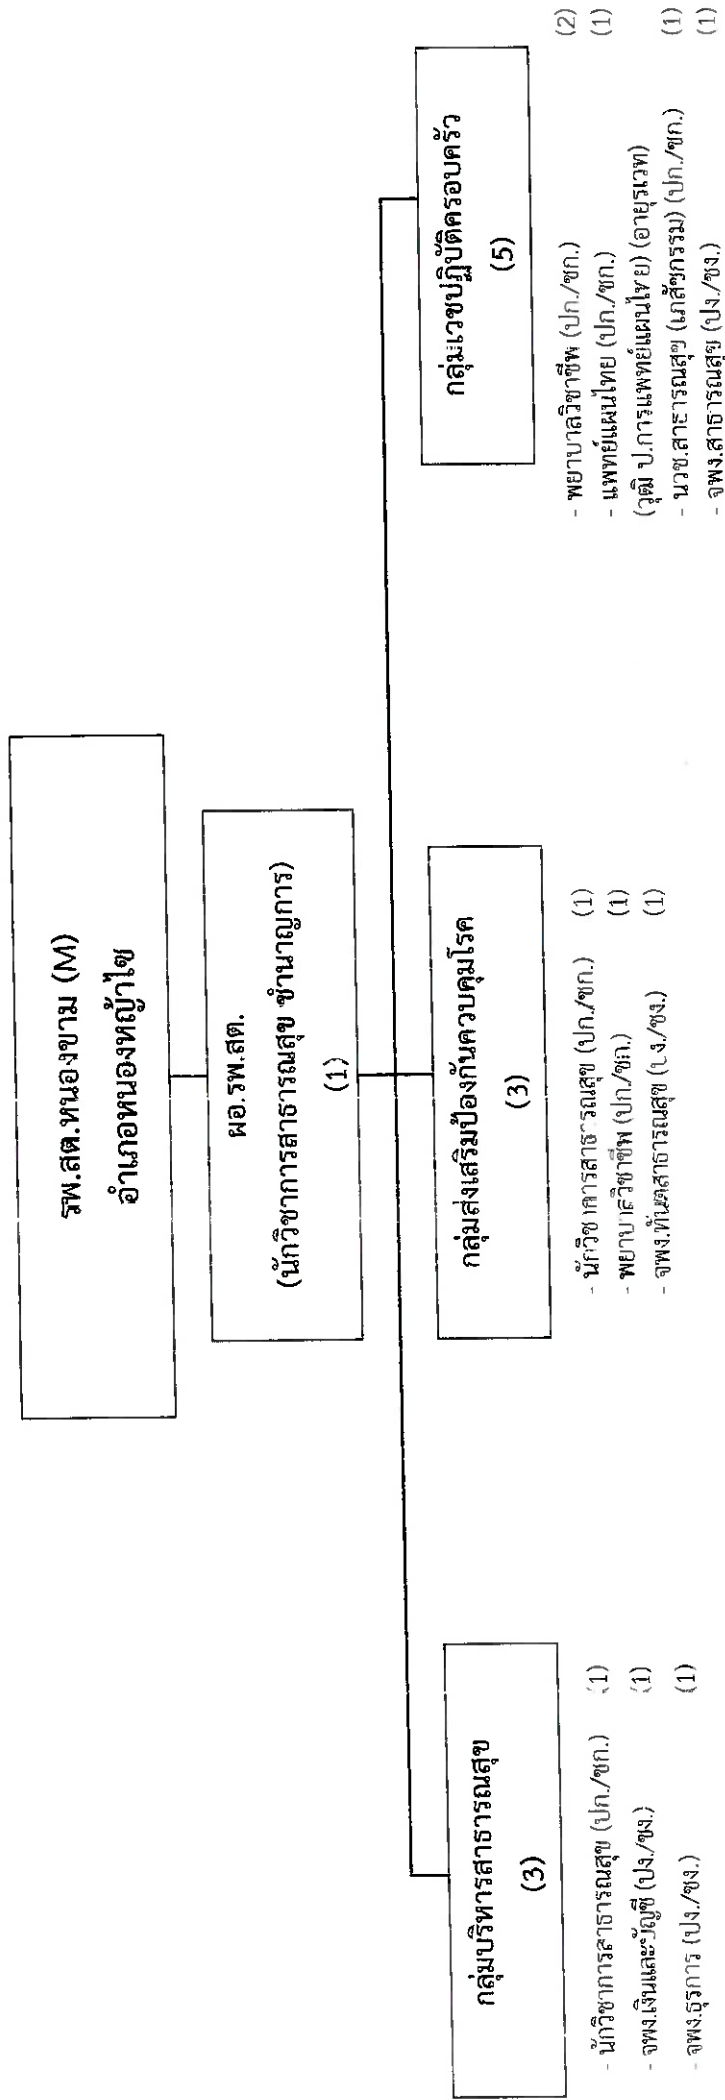 รพ.สต.หนองขาม (M)
อำเภอหนองหญ้าไซ
ผอ.รพ.สต.
(นักวิชาการสาธารณสุข ชำนาญการ)
(1)
กลุ่มบริหารสาธารณสุข
(3)
- นักวิชาการสาธารณสุข (ปก./ชก.) (1)
- จพง.เงินและบัญชี (ปง./ชง.) (1)
- จพง.ธุรการ (ปง./ชง.) (1)
กลุ่มส่งเสริมป้องกันควบคุมโรค
(3)
- นักวิชาการสาธารณสุข (ปก./ชก.) (1)
- พยาบาลวิชาชีพ (ปก./ชก.) (1)
- จพง.ทันตสาธารณสุข (ปง./ชง.) (1)
กลุ่มเวชปฏิบัติครอบครัว
(5)
- พยาบาลวิชาชีพ (ปก./ชก.) (2)
- แพทย์แผนไทย (ปก./ชก.) (1)
(วุฒิ ป.การแพทย์แผนไทย) (อายุรเวท)
- นวช.สาธารณสุข (เภสัชกรรม) (ปก./ชก.) (1)
- จพง.สาธารณสุข (ปง./ชง.) (1)